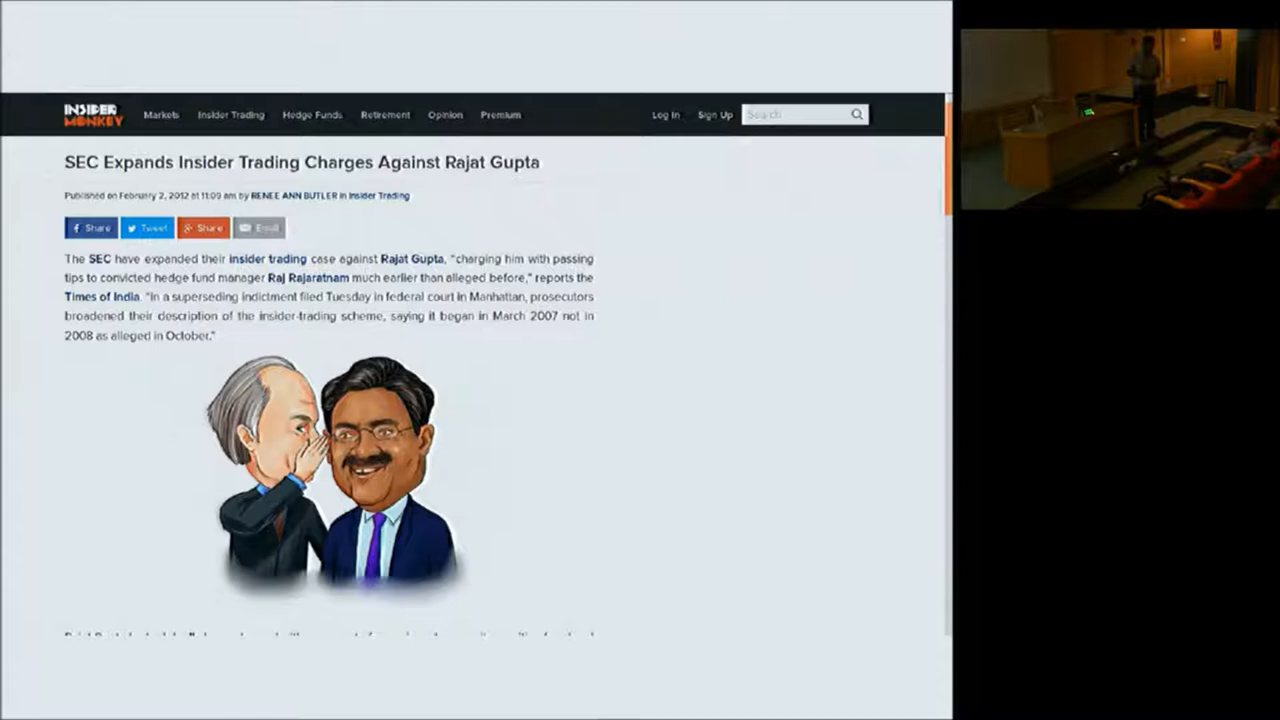 INSIDER
MONKEY
Markets Insider Trading Hedge Funds Retirement Opinion Premium Log In Sign Up Search
SEC Expands Insider Trading Charges Against Rajat Gupta
Published on February 2, 2012 at 11:09 am by RENEE ANN BUTLER in Insider Trading
Share Tweet Share Email
The SEC have expanded their insider trading case against Rajat Gupta, "charging him with passing
tips to convicted hedge fund manager Raj Rajaratnam much earlier than alleged before," reports the
Times of India. "In a superseding indictment filed Tuesday in federal court in Manhattan, prosecutors
broadened their description of the insider-trading scheme, saying it began in March 2007 not in
2008 as alleged in October."